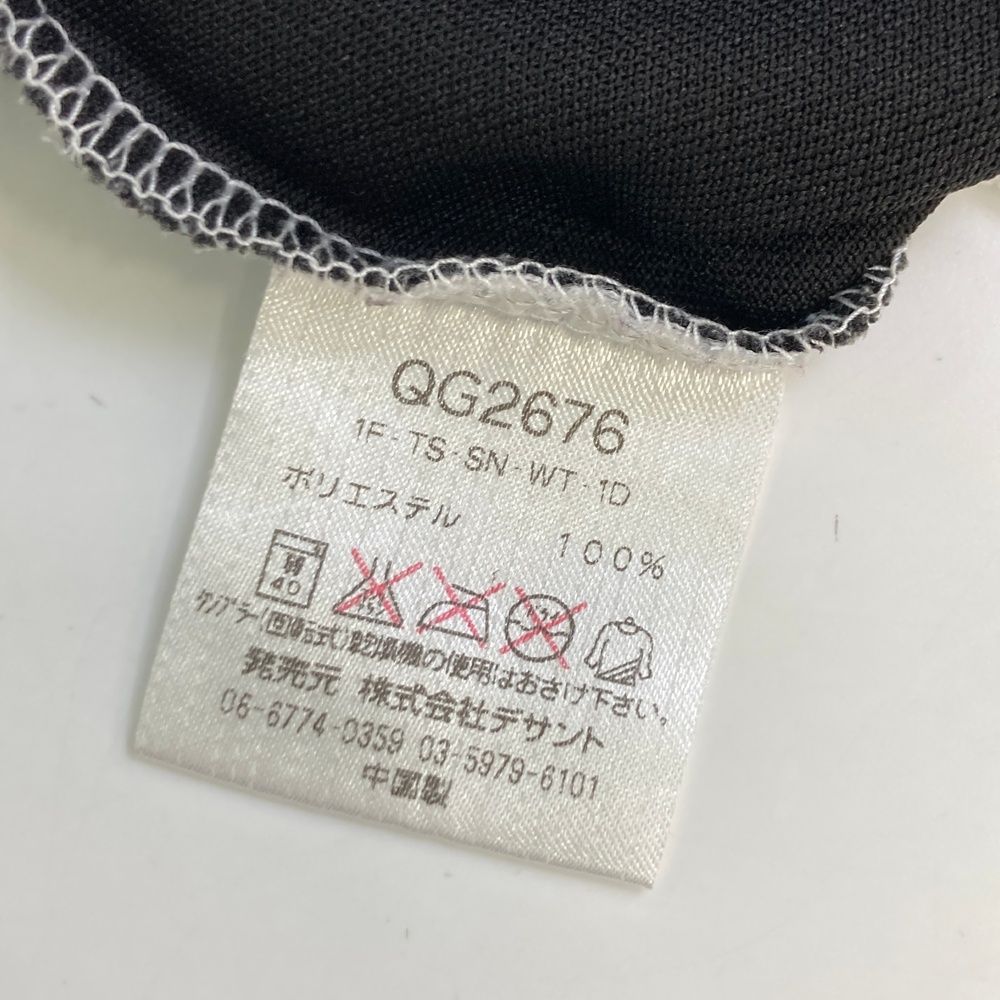 QG2676
1F-TS-SN-WT-1D
ポリエステル 100%
弱 40
タンブラー(回転式)乾燥機の使用はおさけ下さい。
発売元 株式会社デサント
06-6774-0359 03-5979-6101
中国製